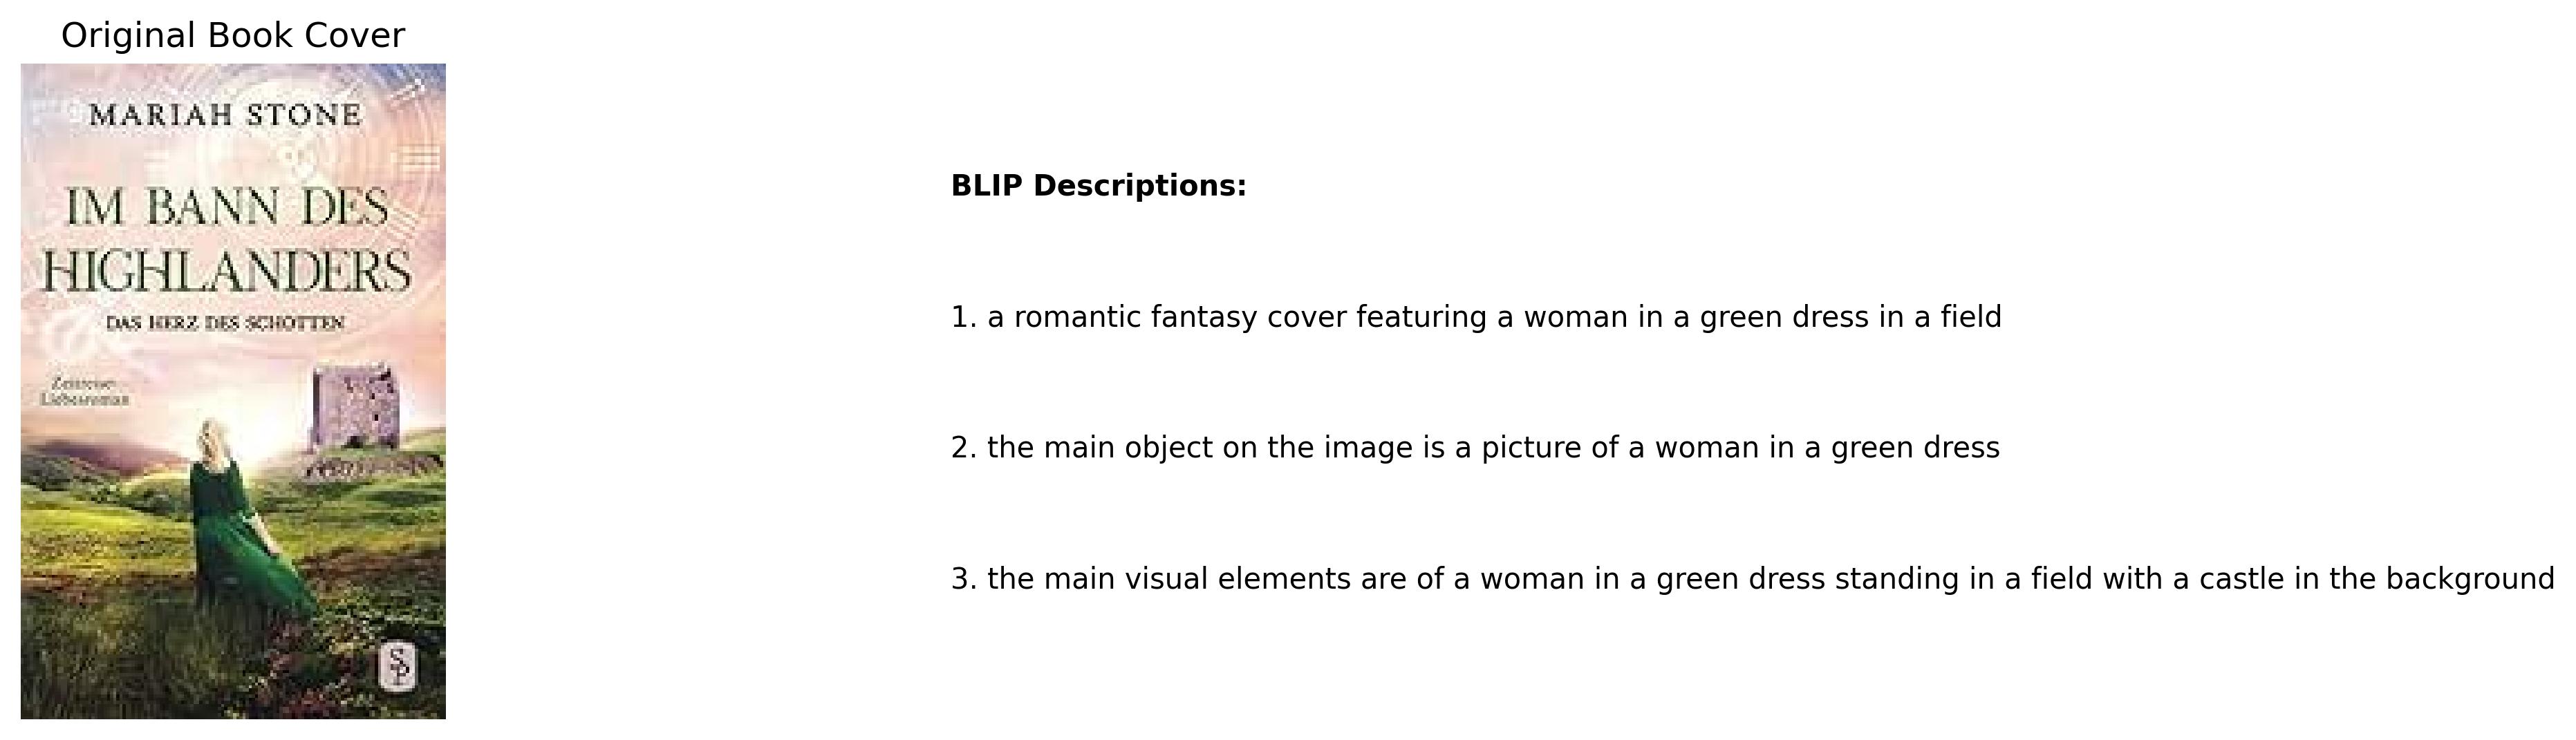 Original Book Cover
MARIAH STONE
IM BANN DES
HIGHLANDERS
DAS HERZ DES SCHOTTEN
Zeitreise-
Liebesroman
SP
BLIP Descriptions:
1. a romantic fantasy cover featuring a woman in a green dress in a field
2. the main object on the image is a picture of a woman in a green dress
3. the main visual elements are of a woman in a green dress standing in a field with a castle in the background